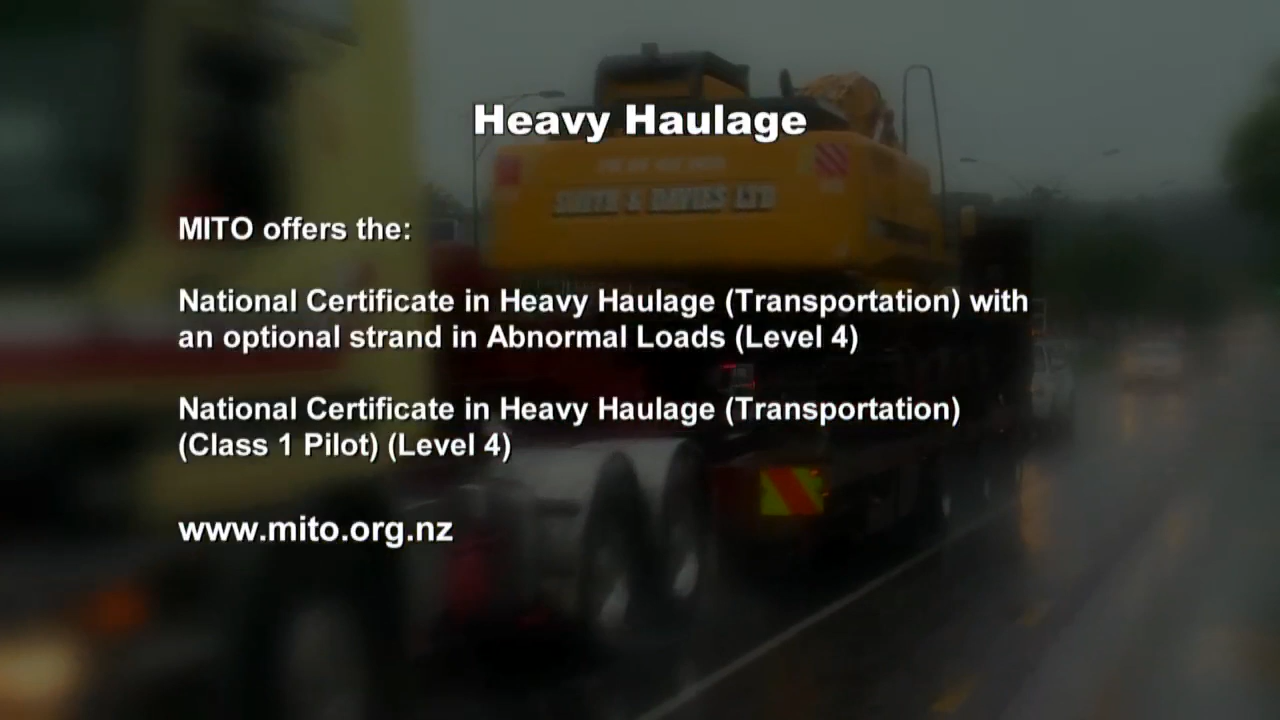 Heavy Haulage
SMITH & DAVIES LTD
MITO offers the:
National Certificate in Heavy Haulage (Transportation) with
an optional strand in Abnormal Loads (Level 4)
National Certificate in Heavy Haulage (Transportation)
(Class 1 Pilot) (Level 4)
www.mito.org.nz